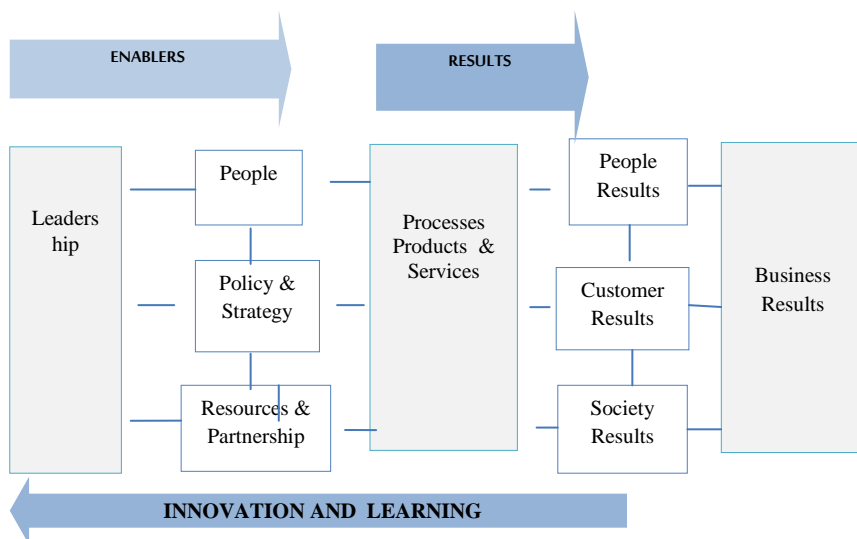 ENABLERS
RESULTS
Leaders
hip
People
Policy &
Strategy
Resources &
Partnership
Processes
Products & 
Services
People
Results
Customer
Results
Society
Results
Business
Results
INNOVATION AND LEARNING